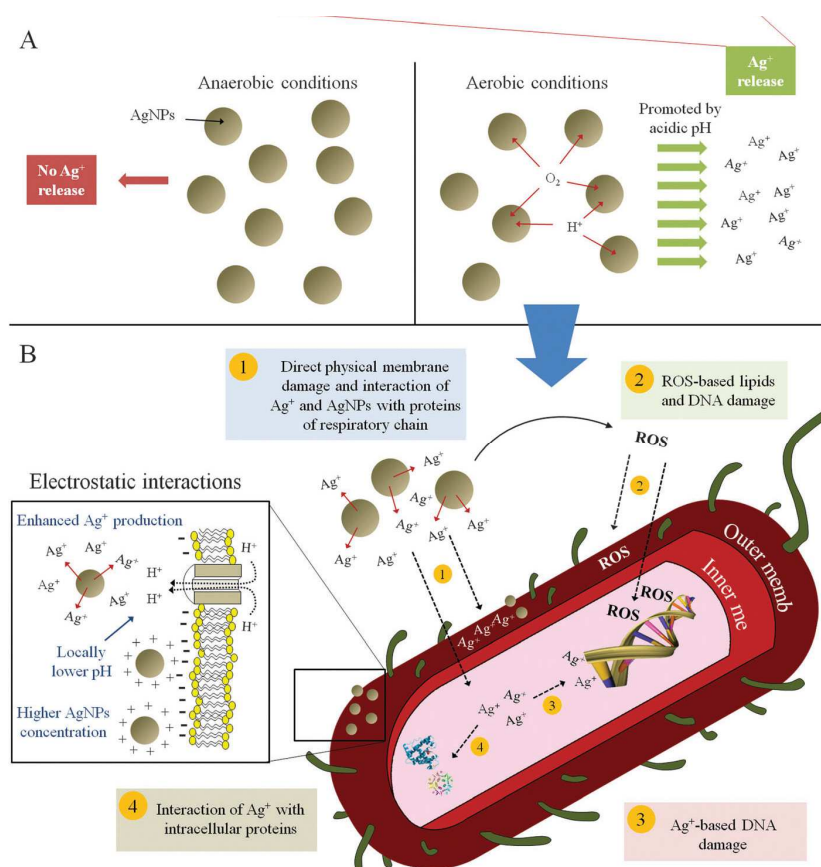 A
Anaerobic conditions
AgNPs
No Ag⁺
release
Aerobic conditions
O₂
H⁺
Ag⁺
release
Promoted by
acidic pH
Ag⁺
Ag⁺
Ag⁺
Ag⁺
Ag⁺
Ag⁺
Ag⁺
Ag⁺
Ag⁺
B
1
Direct physical membrane
damage and interaction of
Ag⁺ and AgNPs with proteins
of respiratory chain
2
ROS-based lipids
and DNA damage
ROS
2
Ag⁺
Ag⁺
Ag⁺
Ag⁺
Ag⁺
Ag⁺
Ag⁺
Ag⁺
1
Electrostatic interactions
Enhanced Ag⁺ production
Ag⁺
Ag⁺
Ag⁺
Ag⁺
Ag⁺
Ag⁺
H⁺
H⁺
H⁺
H⁺
Locally
lower pH
Higher AgNPs
concentration
ROS
Outer memb
Inner me
ROS
ROS
Ag⁺
Ag⁺
Ag⁺
Ag⁺
Ag⁺
Ag⁺
Ag⁺
Ag⁺
3
4
4
Interaction of Ag⁺ with
intracellular proteins
3
Ag⁺-based DNA
damage